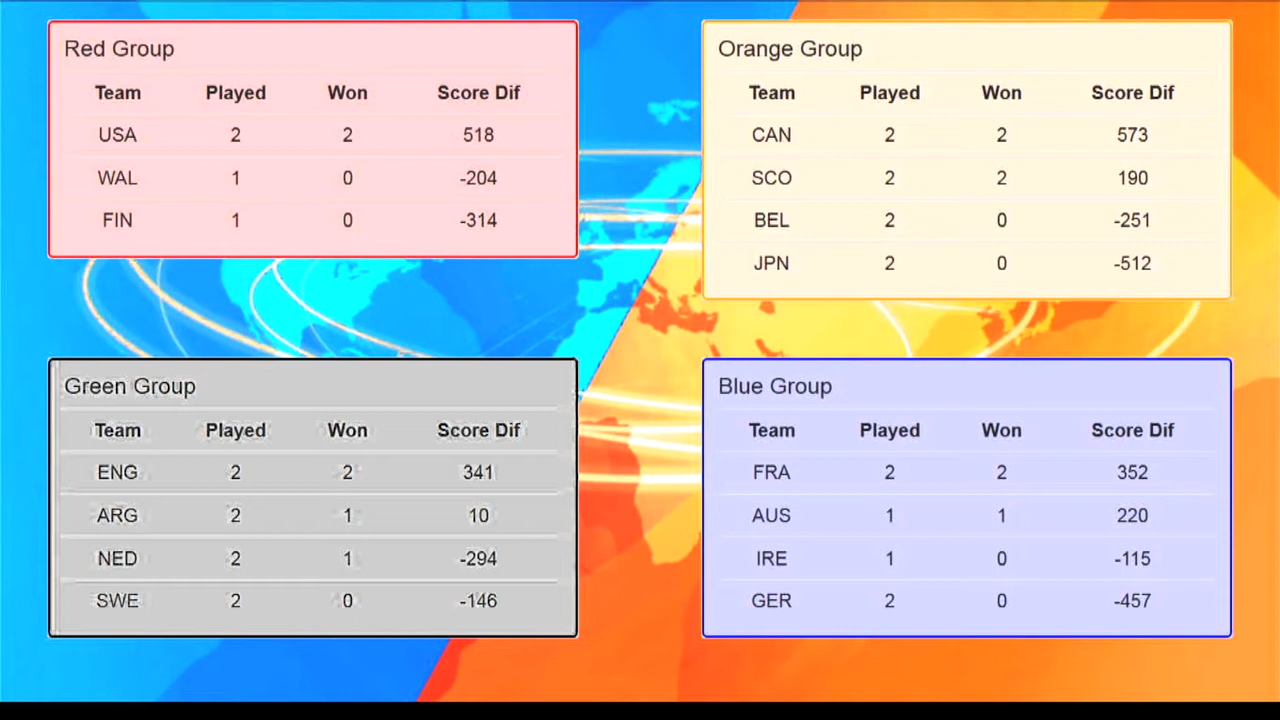 Red Group
Team Played Won Score Dif
USA 2 2 518
WAL 1 0 -204
FIN 1 0 -314
Orange Group
Team Played Won Score Dif
CAN 2 2 573
SCO 2 2 190
BEL 2 0 -251
JPN 2 0 -512
Green Group
Team Played Won Score Dif
ENG 2 2 341
ARG 2 1 10
NED 2 1 -294
SWE 2 0 -146
Blue Group
Team Played Won Score Dif
FRA 2 2 352
AUS 1 1 220
IRE 1 0 -115
GER 2 0 -457